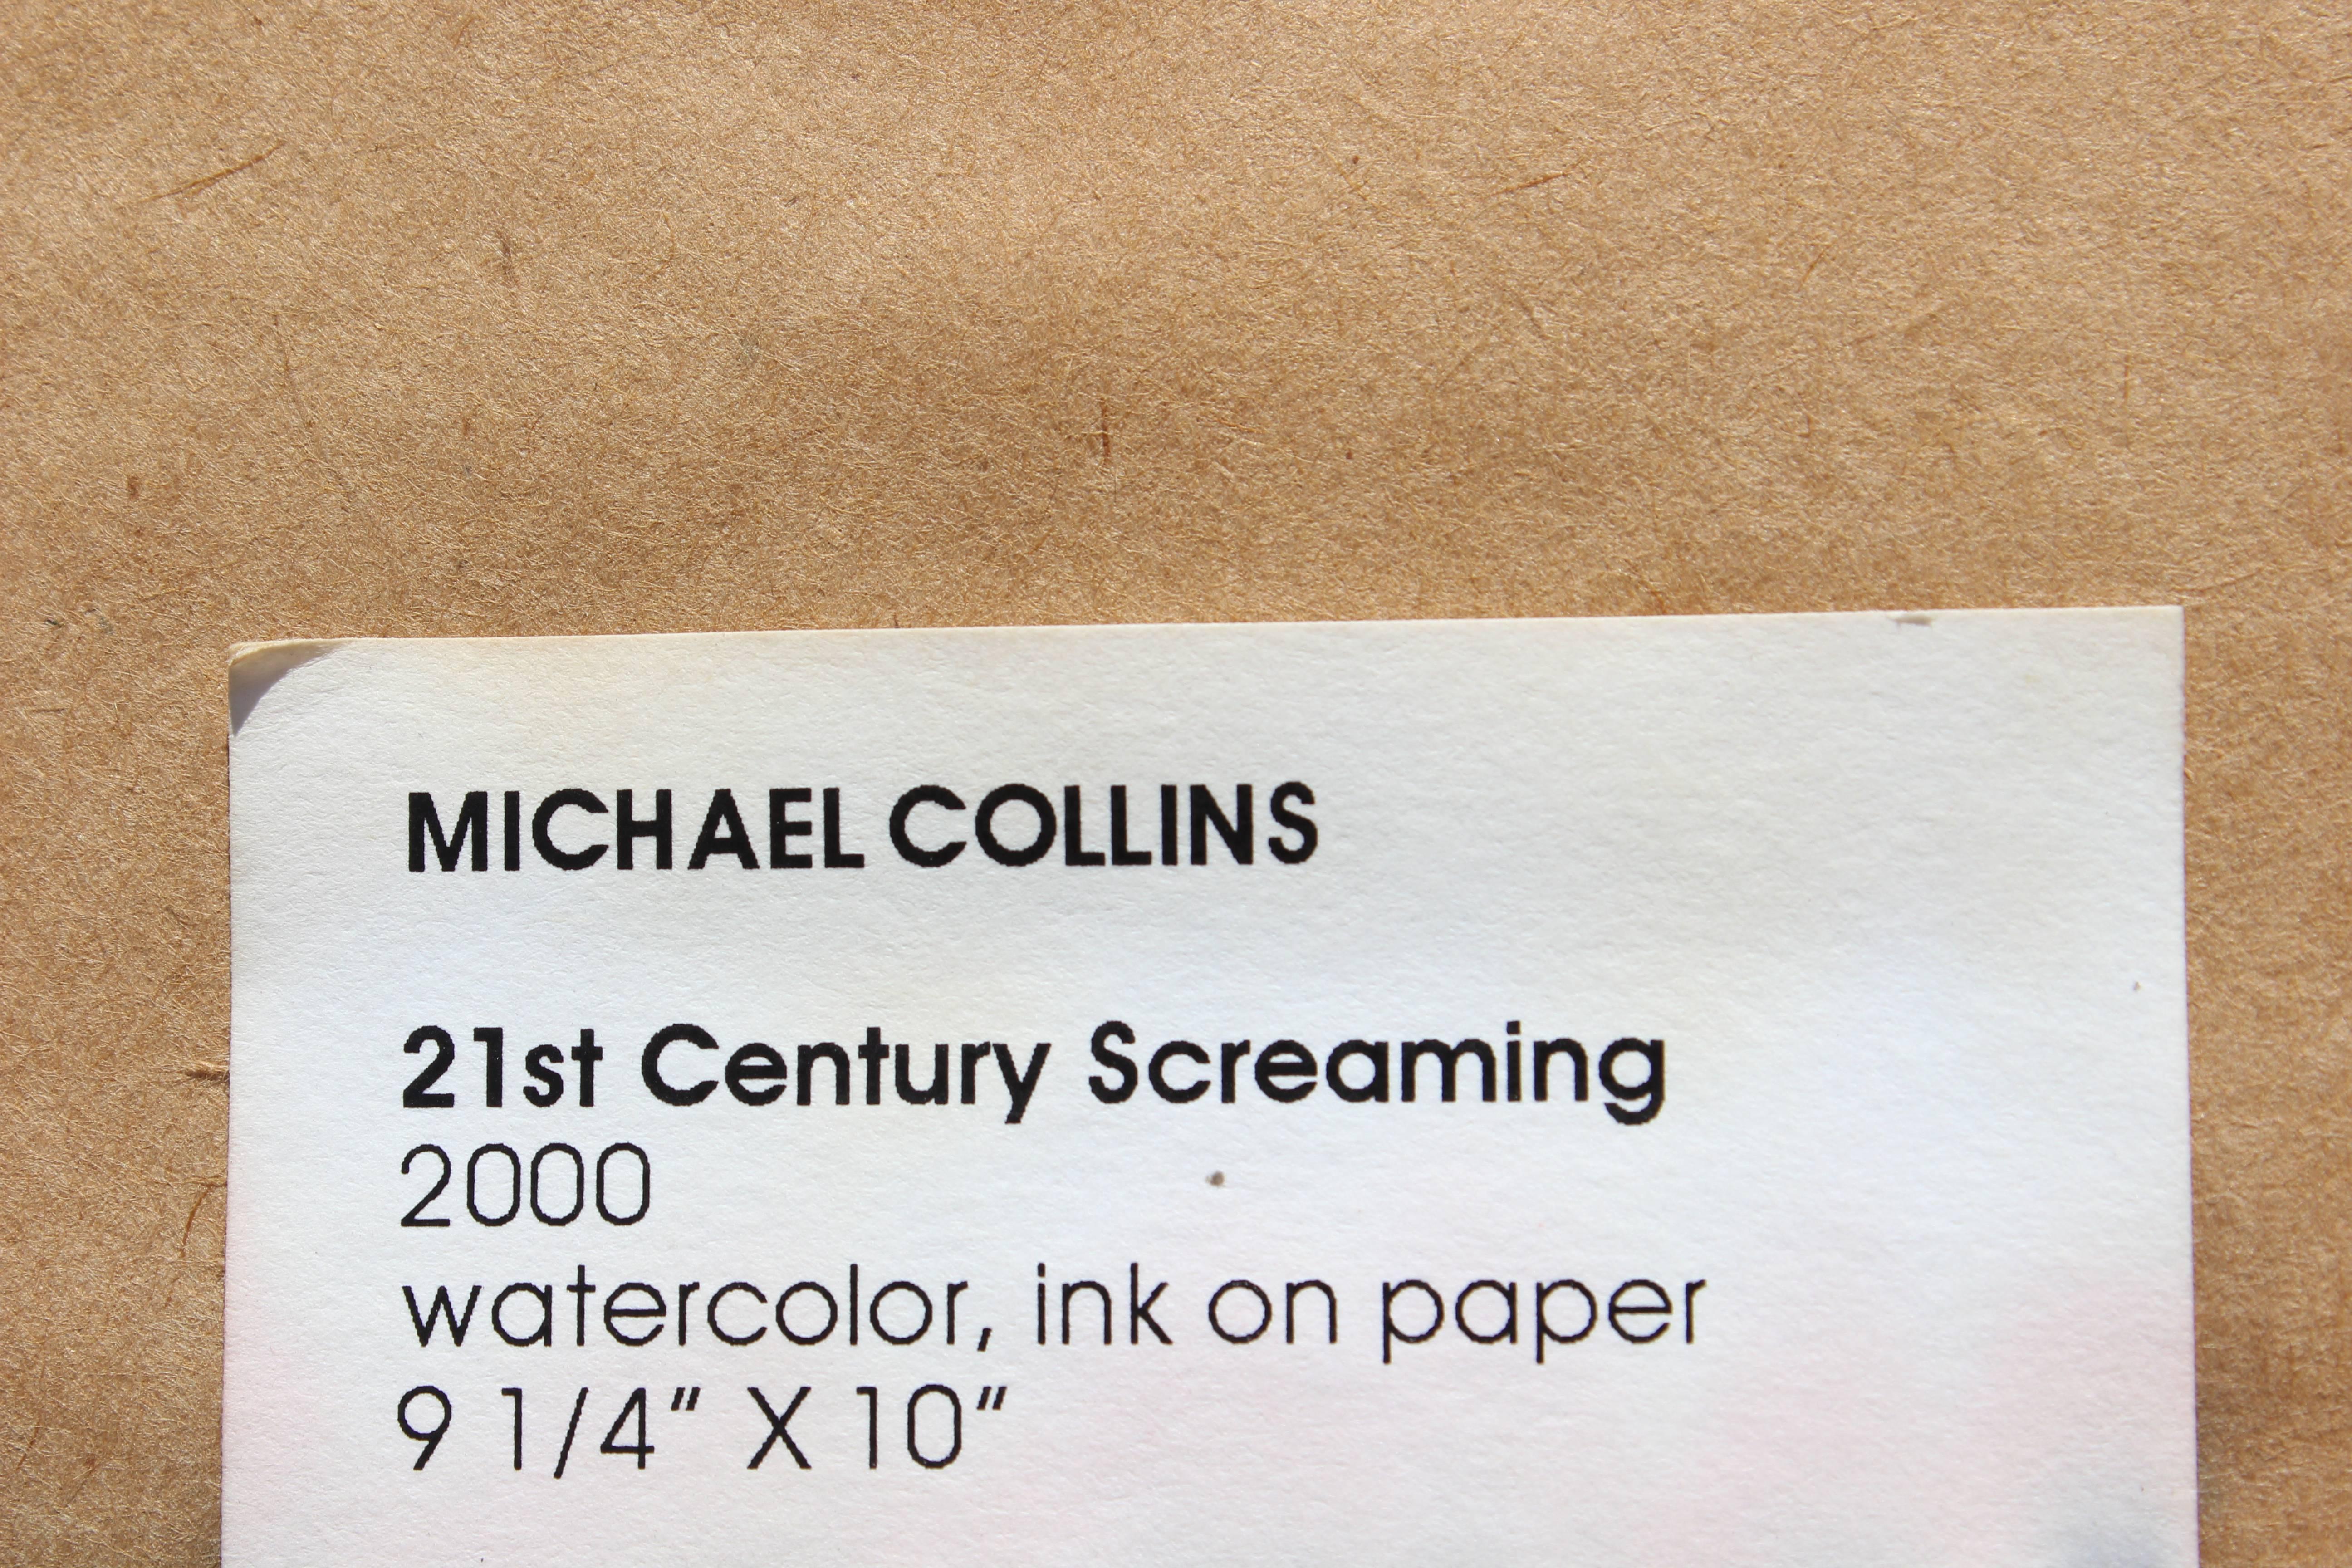 MICHAEL COLLINS
21st Century Screaming
2000
watercolor, ink on paper
9 1/4” X 10”